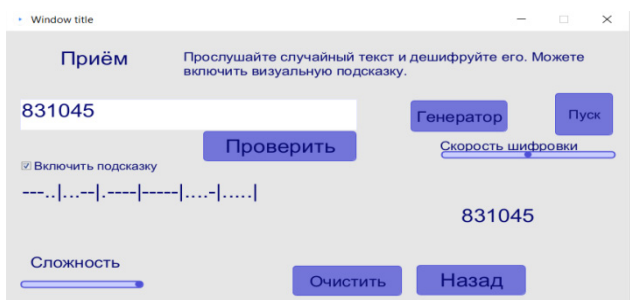 Window title
Приём
Прослушайте случайный текст и дешифруйте его. Можете
включить визуальную подсказку.
831045
Генератор
Пуск
Проверить
Скорость шифровки
Включить подсказку
---..|...--|.----|-----|....-|.....|
831045
Сложность
Очистить
Назад